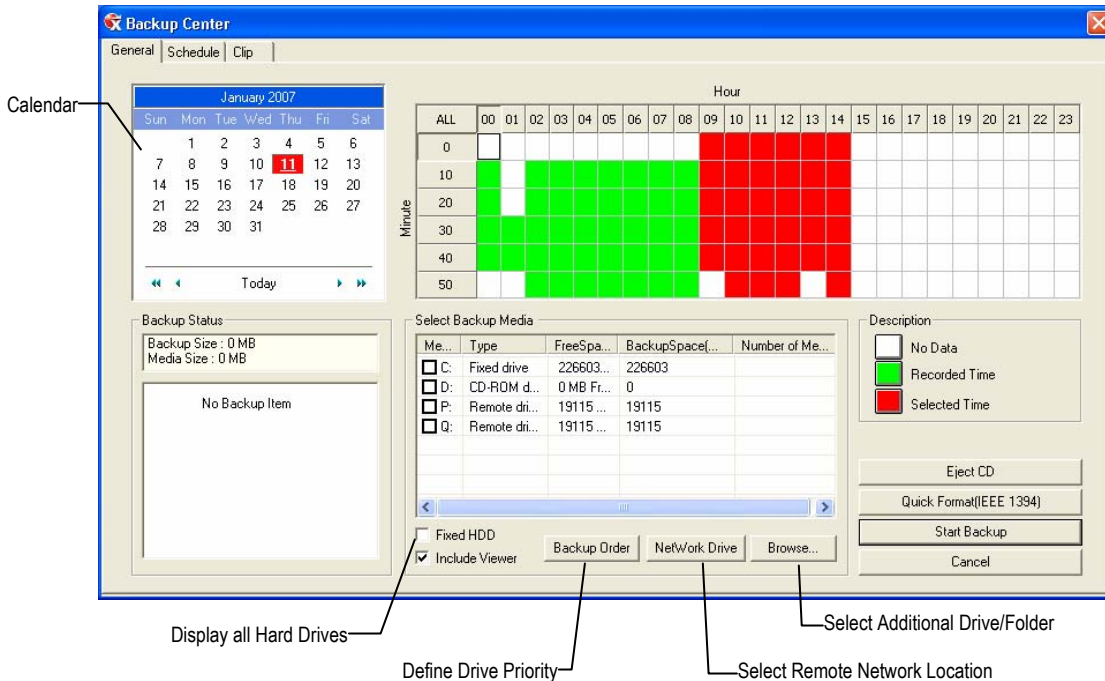 Backup Center
General Schedule Clip
Calendar
January 2007
Sun Mon Tue Wed Thu Fri Sat
1 2 3 4 5 6
7 8 9 10 11 12 13
14 15 16 17 18 19 20
21 22 23 24 25 26 27
28 29 30 31
Today
Hour
ALL 00 01 02 03 04 05 06 07 08 09 10 11 12 13 14 15 16 17 18 19 20 21 22 23
Minute
0
10
20
30
40
50
Backup Status
Backup Size : 0 MB
Media Size : 0 MB
No Backup Item
Select Backup Media
Me... Type FreeSpa... BackupSpace(... Number of Me...
C: Fixed drive 226603... 226603
D: CD-ROM d... 0 MB Fr... 0
P: Remote dri... 19115 ... 19115
Q: Remote dri... 19115 ... 19115
Fixed HDD
Include Viewer
Backup Order NetWork Drive Browse...
Description
No Data
Recorded Time
Selected Time
Eject CD
Quick Format(IEEE 1394)
Start Backup
Cancel
Display all Hard Drives
Define Drive Priority
Select Remote Network Location
Select Additional Drive/Folder